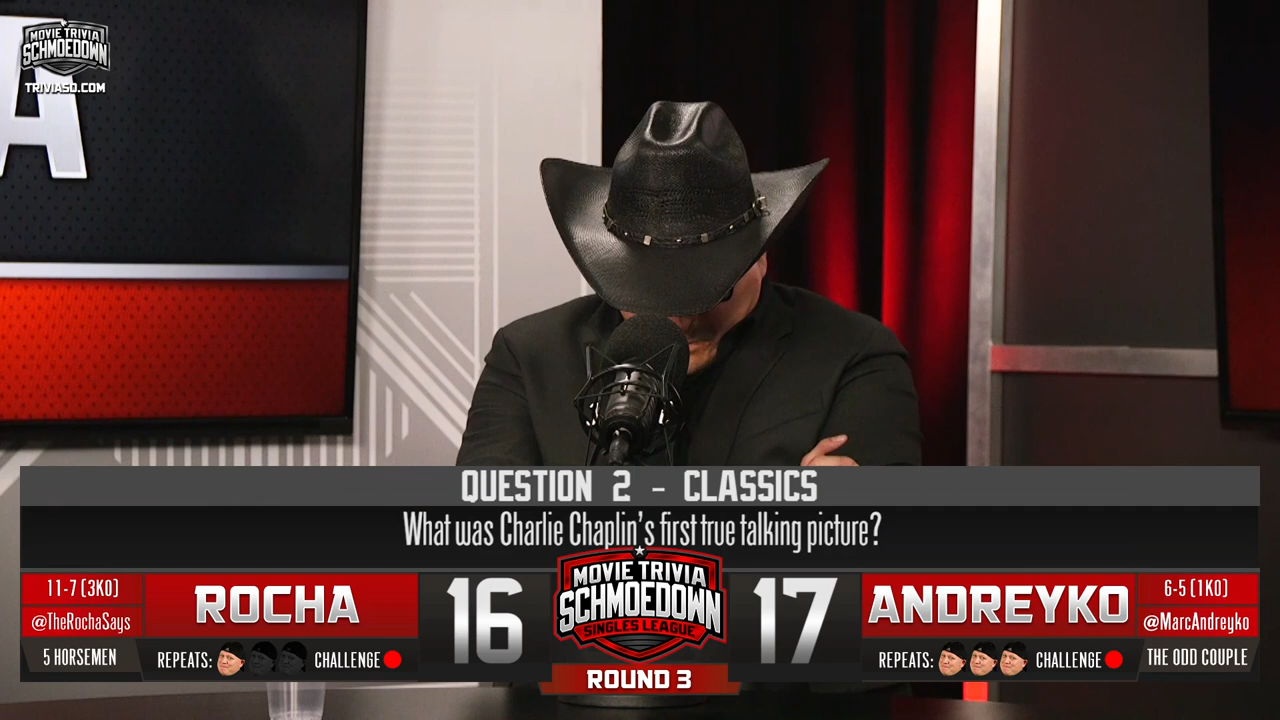 MOVIE TRIVIA
SCHMOEDOWN
TRIVIASD.COM
A
QUESTION 2 - CLASSICS
What was Charlie Chaplin's first true talking picture?
11-7 (3KO)
@TheRochaSays
5 HORSEMEN
ROCHA
REPEATS: CHALLENGE
16
MOVIE TRIVIA
SCHMOEDOWN
SINGLES LEAGUE
ROUND 3
17
ANDREYKO
REPEATS: CHALLENGE
6-5 (1KO)
@MarcAndreyko
THE ODD COUPLE